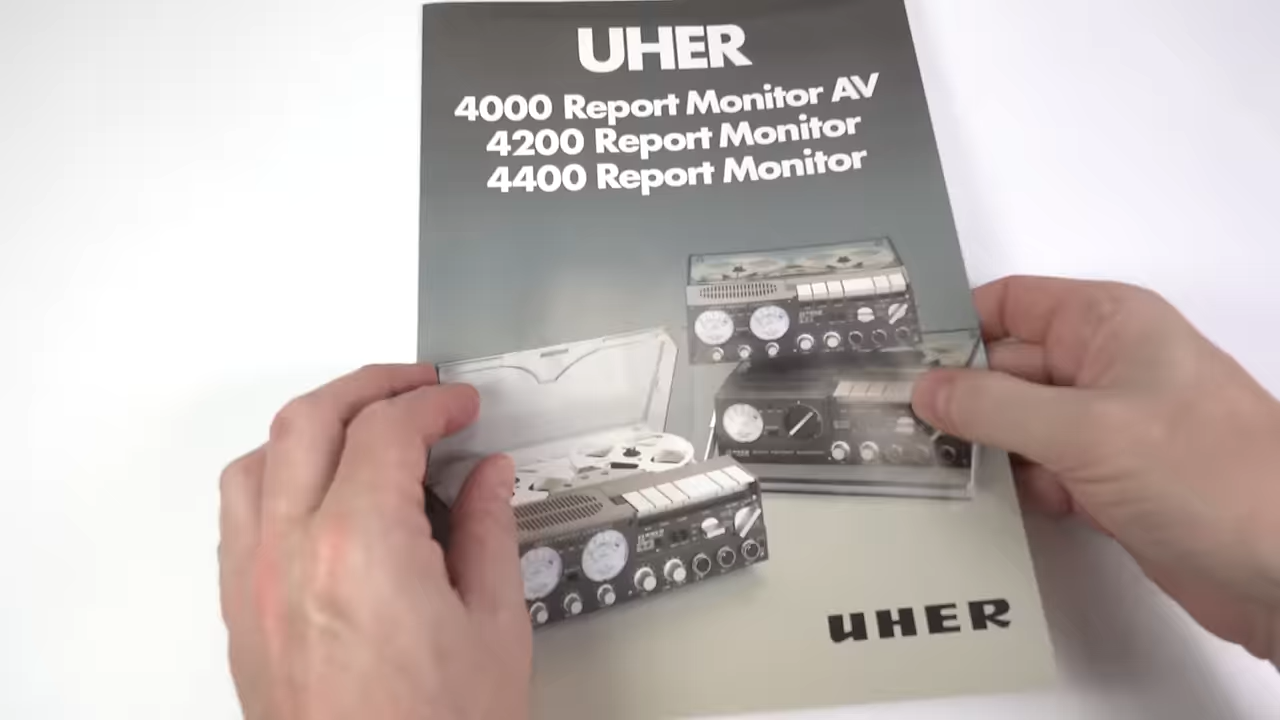 UHER
4000 Report Monitor AV
4200 Report Monitor
4400 Report Monitor
UHER